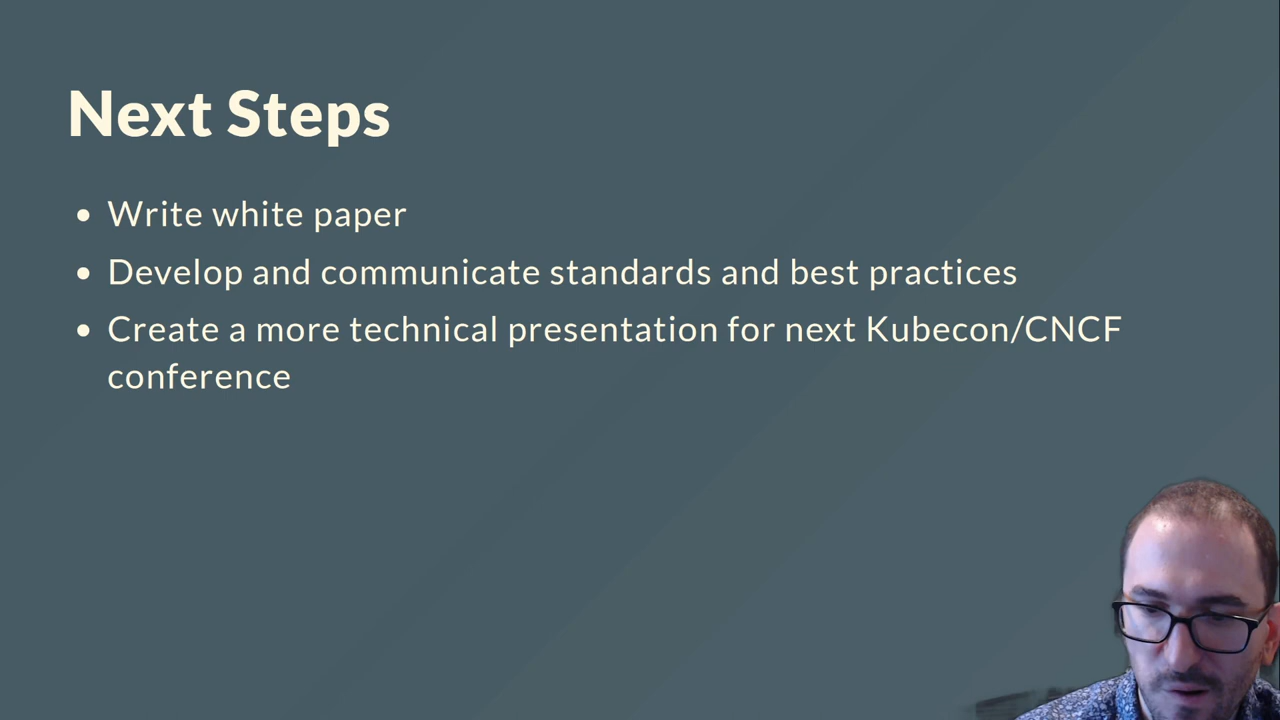 Next Steps
Write white paper
Develop and communicate standards and best practices
Create a more technical presentation for next Kubecon/CNCF
conference